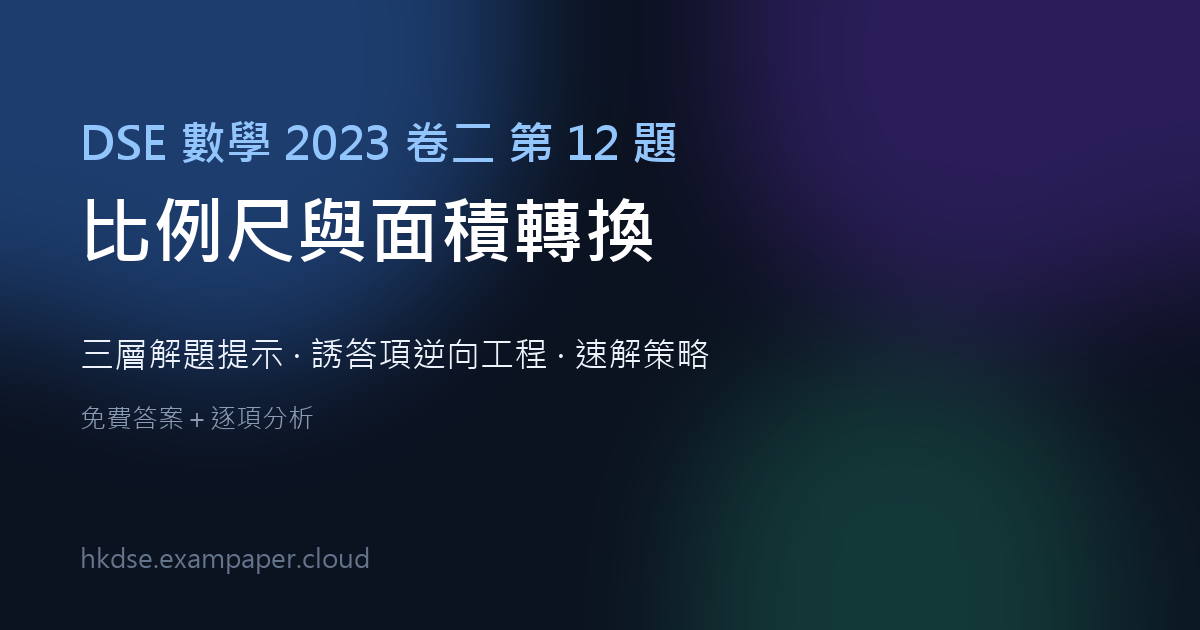 DSE 數學 2023 卷二 第 12 題
比例尺與面積轉換
三層解題提示 · 誘答項逆向工程 · 速解策略
免費答案 + 逐項分析
hkdse.exampaper.cloud